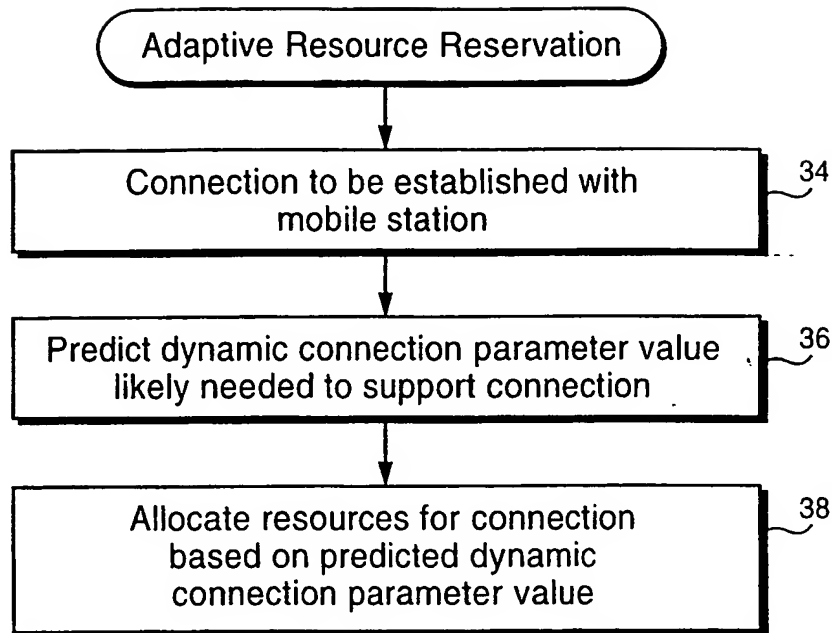 Adaptive Resource Reservation
Connection to be established with
mobile station
34
Predict dynamic connection parameter value
likely needed to support connection
36
Allocate resources for connection
based on predicted dynamic
connection parameter value
38